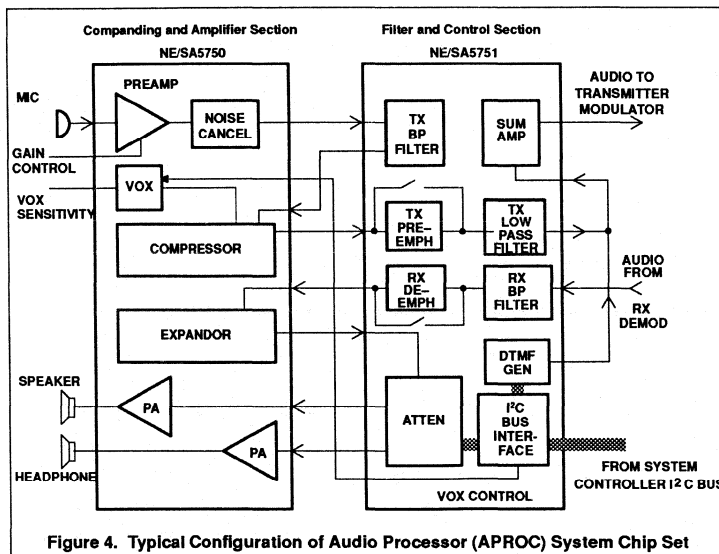 Companding and Amplifier Section
Filter and Control Section
NE/SA5750
NE/SA5751
MIC
PREAMP
NOISE
CANCEL
GAIN
CONTROL
VOX
VOX
SENSITIVITY
COMPRESSOR
EXPANDOR
SPEAKER
PA
PA
HEADPHONE
TX
BP
FILTER
SUM
AMP
AUDIO TO
TRANSMITTER
MODULATOR
TX
PRE–
EMPH
TX
LOW
PASS
FILTER
RX
DE–
EMPH
RX
BP
FILTER
AUDIO
FROM
RX
DEMOD
DTMF
GEN
ATTEN
I²C
BUS
INTER–
FACE
VOX CONTROL
FROM SYSTEM
CONTROLLER I²C BUS
Figure 4. Typical Configuration of Audio Processor (APROC) System Chip Set